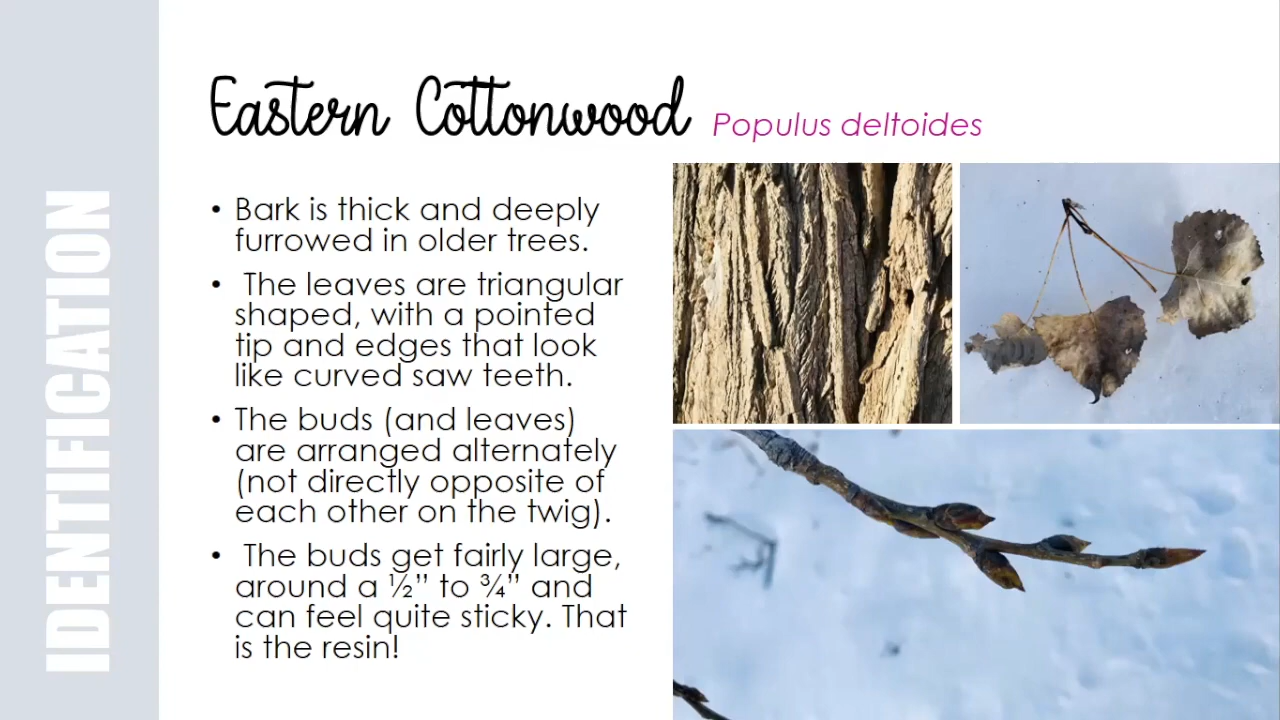 IDENTIFICATION
Eastern Cottonwood Populus deltoides
• Bark is thick and deeply
furrowed in older trees.
• The leaves are triangular
shaped, with a pointed
tip and edges that look
like curved saw teeth.
• The buds (and leaves)
are arranged alternately
(not directly opposite of
each other on the twig).
• The buds get fairly large,
around a ½” to ¾” and
can feel quite sticky. That
is the resin!